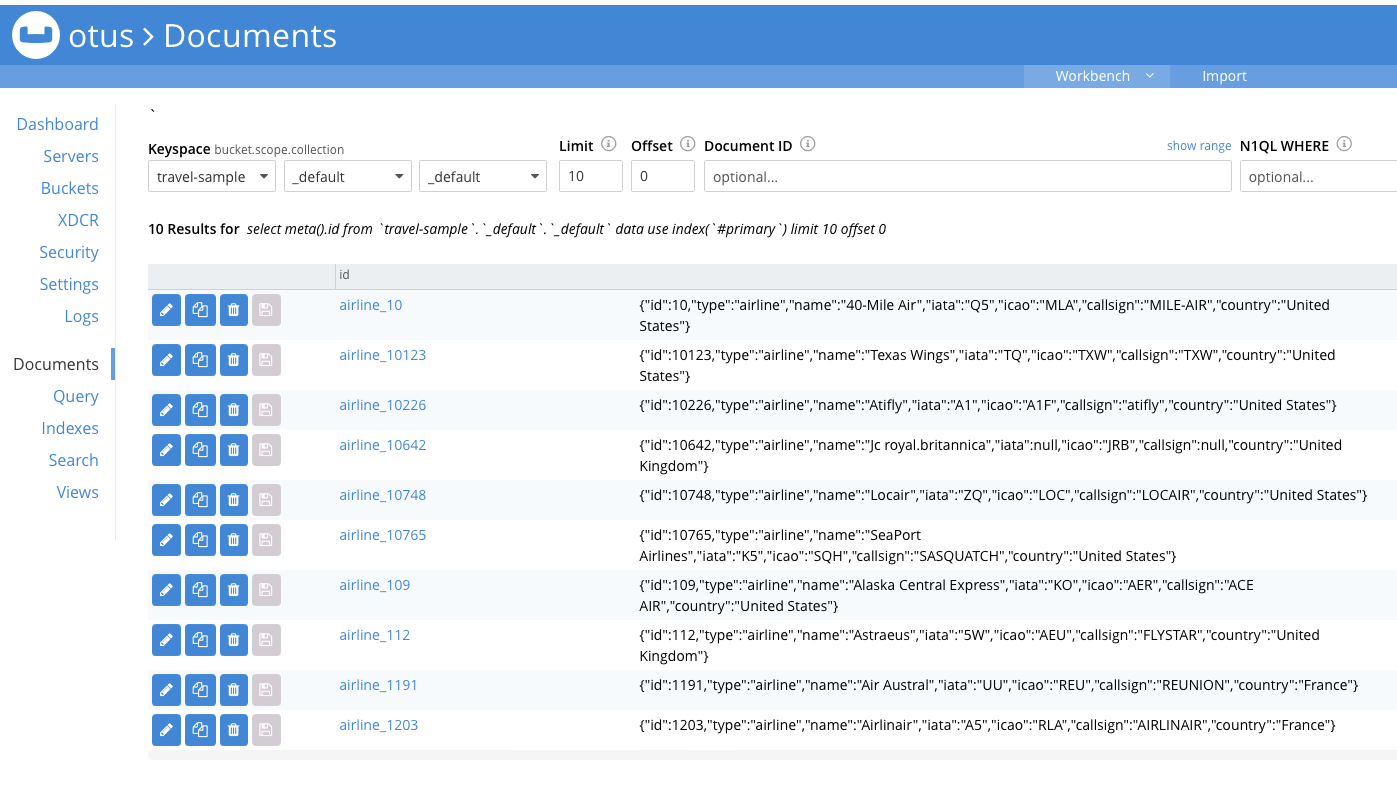 otus > Documents
Workbench Import
`
Dashboard
Servers
Buckets
XDCR
Security
Settings
Logs
Documents
Query
Indexes
Search
Views
Keyspace bucket.scope.collection Limit Offset Document ID show range N1QL WHERE
travel-sample _default _default 10 0 optional... optional...
10 Results for select meta().id from `travel-sample`.`_default`.`_default` data use index(`#primary`) limit 10 offset 0
id
airline_10 {"id":10,"type":"airline","name":"40-Mile Air","iata":"Q5","icao":"MLA","callsign":"MILE-AIR","country":"United
States"}
airline_10123 {"id":10123,"type":"airline","name":"Texas Wings","iata":"TQ","icao":"TXW","callsign":"TXW","country":"United
States"}
airline_10226 {"id":10226,"type":"airline","name":"Atifly","iata":"A1","icao":"A1F","callsign":"atifly","country":"United States"}
airline_10642 {"id":10642,"type":"airline","name":"Jc royal.britannica","iata":null,"icao":"JRB","callsign":null,"country":"United
Kingdom"}
airline_10748 {"id":10748,"type":"airline","name":"Locair","iata":"ZQ","icao":"LOC","callsign":"LOCAIR","country":"United States"}
airline_10765 {"id":10765,"type":"airline","name":"SeaPort
Airlines","iata":"K5","icao":"SQH","callsign":"SASQUATCH","country":"United States"}
airline_109 {"id":109,"type":"airline","name":"Alaska Central Express","iata":"KO","icao":"AER","callsign":"ACE
AIR","country":"United States"}
airline_112 {"id":112,"type":"airline","name":"Astraeus","iata":"5W","icao":"AEU","callsign":"FLYSTAR","country":"United
Kingdom"}
airline_1191 {"id":1191,"type":"airline","name":"Air Austral","iata":"UU","icao":"REU","callsign":"REUNION","country":"France"}
airline_1203 {"id":1203,"type":"airline","name":"Airlinair","iata":"A5","icao":"RLA","callsign":"AIRLINAIR","country":"France"}